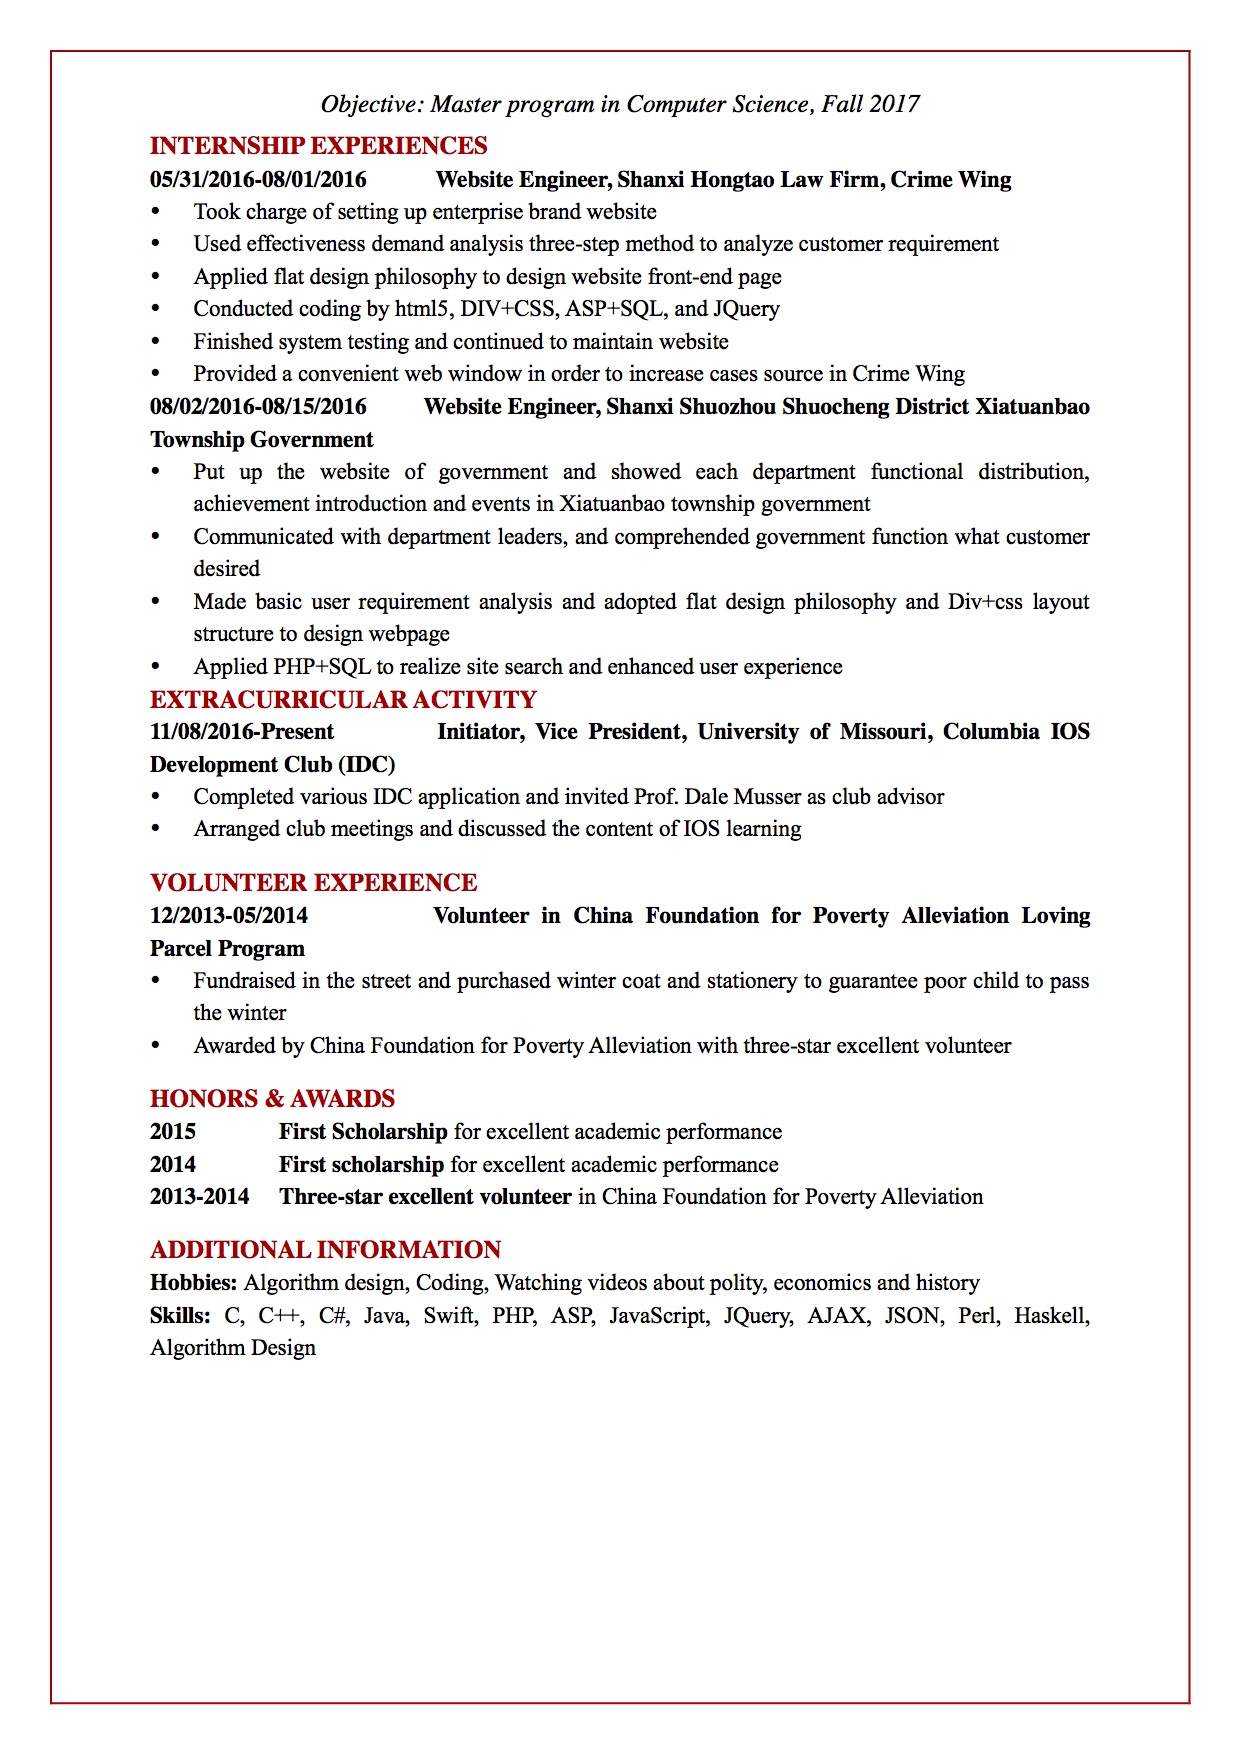 Objective: Master program in Computer Science, Fall 2017
INTERNSHIP EXPERIENCES
05/31/2016-08/01/2016 Website Engineer, Shanxi Hongtao Law Firm, Crime Wing
• Took charge of setting up enterprise brand website
• Used effectiveness demand analysis three-step method to analyze customer requirement
• Applied flat design philosophy to design website front-end page
• Conducted coding by html5, DIV+CSS, ASP+SQL, and JQuery
• Finished system testing and continued to maintain website
• Provided a convenient web window in order to increase cases source in Crime Wing
08/02/2016-08/15/2016 Website Engineer, Shanxi Shuozhou Shuocheng District Xiatuanbao
Township Government
• Put up the website of government and showed each department functional distribution,
achievement introduction and events in Xiatuanbao township government
• Communicated with department leaders, and comprehended government function what customer
desired
• Made basic user requirement analysis and adopted flat design philosophy and Div+css layout
structure to design webpage
• Applied PHP+SQL to realize site search and enhanced user experience
EXTRACURRICULAR ACTIVITY
11/08/2016-Present Initiator, Vice President, University of Missouri, Columbia IOS
Development Club (IDC)
• Completed various IDC application and invited Prof. Dale Musser as club advisor
• Arranged club meetings and discussed the content of IOS learning
VOLUNTEER EXPERIENCE
12/2013-05/2014 Volunteer in China Foundation for Poverty Alleviation Loving
Parcel Program
• Fundraised in the street and purchased winter coat and stationery to guarantee poor child to pass
the winter
• Awarded by China Foundation for Poverty Alleviation with three-star excellent volunteer
HONORS & AWARDS
2015 First Scholarship for excellent academic performance
2014 First scholarship for excellent academic performance
2013-2014 Three-star excellent volunteer in China Foundation for Poverty Alleviation
ADDITIONAL INFORMATION
Hobbies: Algorithm design, Coding, Watching videos about polity, economics and history
Skills: C, C++, C#, Java, Swift, PHP, ASP, JavaScript, JQuery, AJAX, JSON, Perl, Haskell,
Algorithm Design